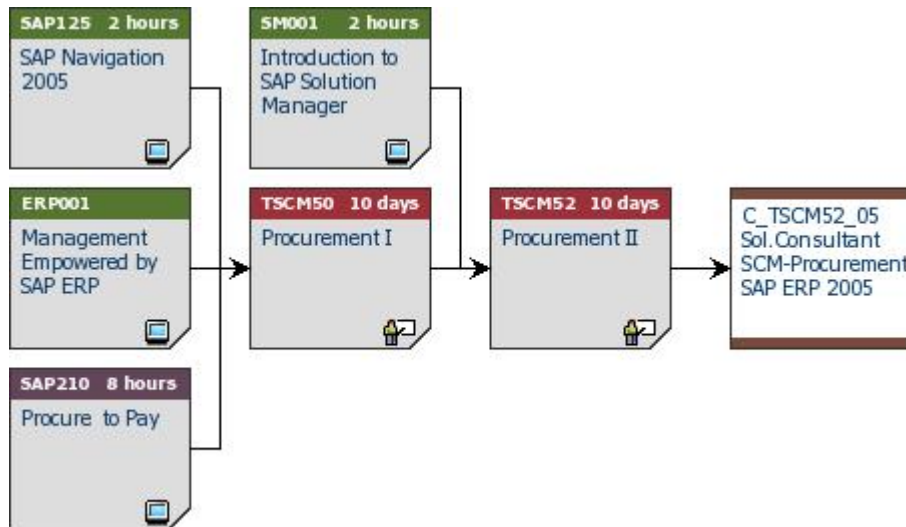 SAP125 2 hours
SAP Navigation
2005
SM001 2 hours
Introduction to
SAP Solution
Manager
ERP001
Management
Empowered by
SAP ERP
TSCM50 10 days
Procurement I
TSCM52 10 days
Procurement II
C_TSCM52_05
Sol.Consultant
SCM-Procurement
SAP ERP 2005
SAP210 8 hours
Procure to Pay